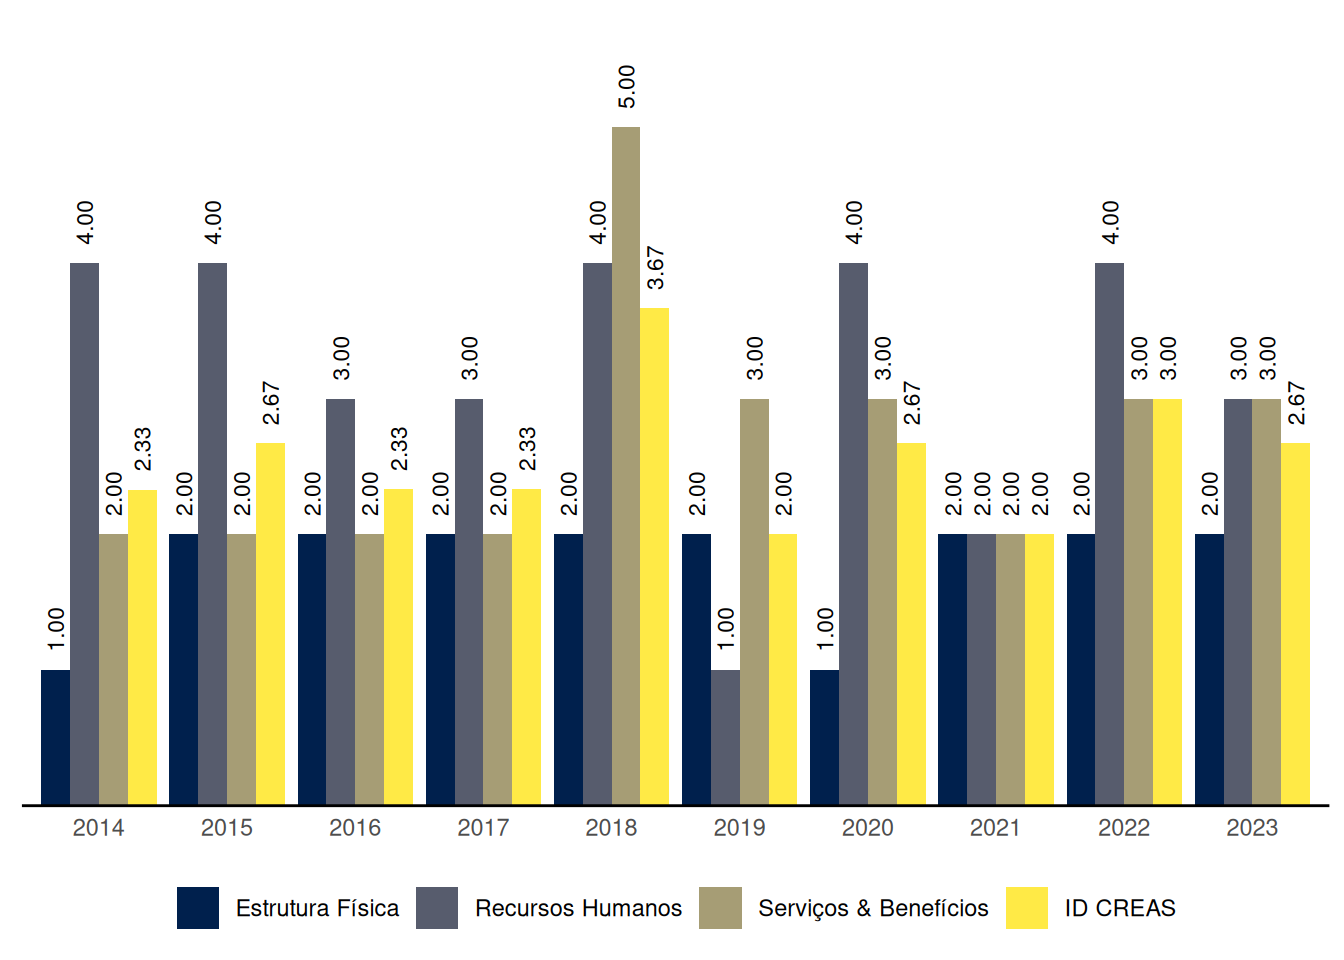 5.00
4.00 4.00 4.00 4.00 4.00
3.67
3.00 3.00 3.00 3.00 3.00 3.00 3.00 3.00
2.67 2.67 2.67
2.33 2.33 2.33
2.00 2.00 2.00 2.00 2.00 2.00 2.00 2.00 2.00 2.00 2.00 2.00 2.00 2.00 2.00 2.00 2.00
1.00 1.00 1.00
2014 2015 2016 2017 2018 2019 2020 2021 2022 2023
Estrutura Física Recursos Humanos Serviços & Benefícios ID CREAS